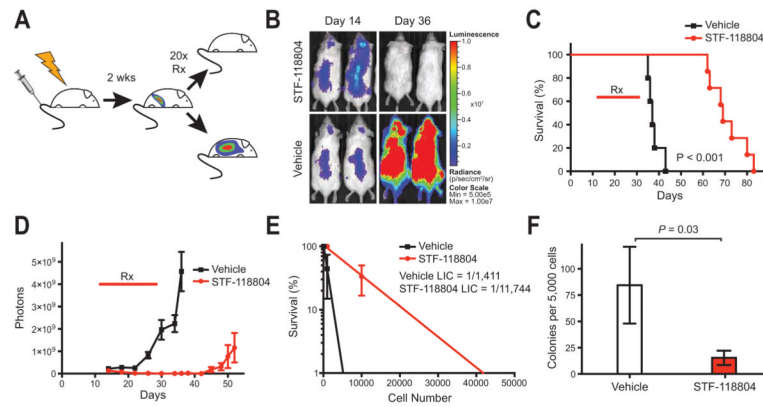 A
2 wks
20x
Rx
B
Day 14
Day 36
STF-118804
Vehicle
Luminescence
1.0
0.8
0.6
0.4
0.2
x10⁷
Radiance
(p/sec/cm²/sr)
Color Scale
Min = 5.00e5
Max = 1.00e7
C
Vehicle
STF-118804
Survival (%)
100
80
60
40
20
0
Rx
P < 0.001
0
20
40
60
80
Days
D
Photons
5×10⁹
4×10⁹
3×10⁹
2×10⁹
1×10⁹
0
Rx
Vehicle
STF-118804
0
10
20
30
40
50
Days
E
Survival (%)
100
10
1
Vehicle
STF-118804
Vehicle LIC = 1/1,411
STF-118804 LIC = 1/11,744
0
10000
20000
30000
40000
50000
Cell Number
F
P = 0.03
Colonies per 5,000 cells
100
75
50
25
0
Vehicle
STF-118804